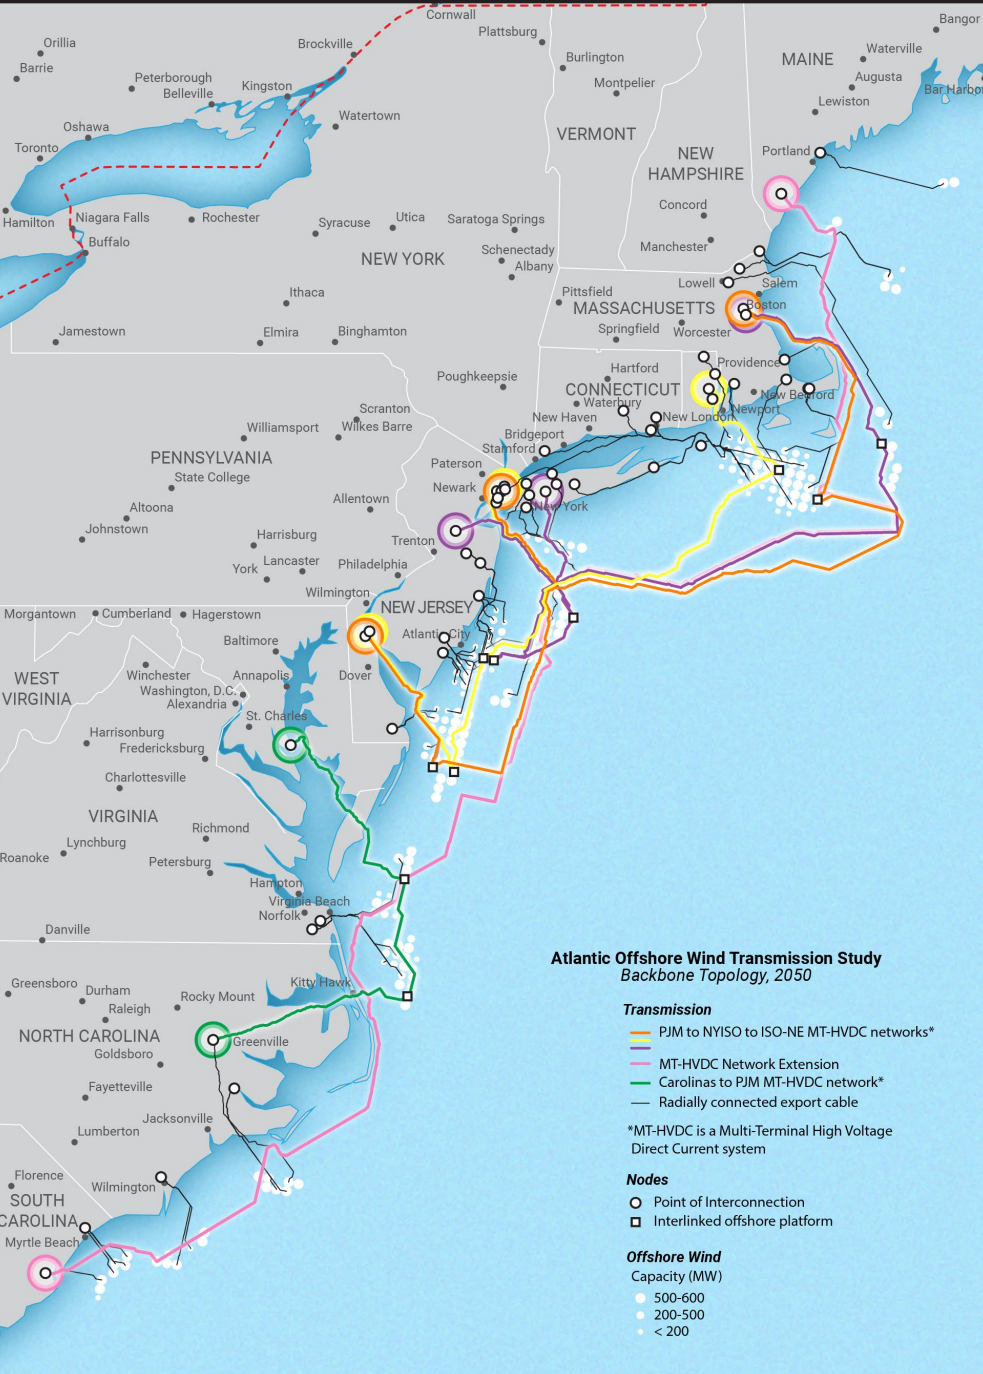 Cornwall
Bangor
Plattsburg
Orillia
Brockville
Waterville
MAINE
Burlington
Barrie
Peterborough
Augusta
Kingston
Montpelier
Belleville
Bar Harbo
Lewiston
Watertown
Oshawa
VERMONT
Toronto
Portland
NEW
HAMPSHIRE
Concord
Hamilton
Niagara Falls
Rochester
Syracuse
Utica
Saratoga Springs
Buffalo
Manchester
Schenectady
NEW YORK
Albany
Lowell
Salem
Ithaca
Pittsfield
MASSACHUSETTS
Boston
Jamestown
Elmira
Binghamton
Springfield
Worcester
Hartford
Providence
Poughkeepsie
CONNECTICUT
New Bedford
Waterbury
Scranton
Newport
New Haven
New London
Williamsport
Wilkes Barre
Bridgeport
Stamford
PENNSYLVANIA
Paterson
State College
Newark
Allentown
New York
Altoona
Johnstown
Harrisburg
Trenton
Lancaster
Philadelphia
York
Wilmington
Morgantown
Cumberland
Hagerstown
NEW JERSEY
Baltimore
Atlantic City
WEST
VIRGINIA
Winchester
Annapolis
Dover
Washington, D.C.
Alexandria
St. Charles
Harrisonburg
Fredericksburg
Charlottesville
VIRGINIA
Richmond
Lynchburg
Roanoke
Petersburg
Hampton
Virginia Beach
Norfolk
Danville
Greensboro
Durham
Kitty Hawk
Rocky Mount
Raleigh
NORTH CAROLINA
Greenville
Goldsboro
Fayetteville
Jacksonville
Lumberton
Florence
Wilmington
SOUTH
CAROLINA
Myrtle Beach
Atlantic Offshore Wind Transmission Study
Backbone Topology, 2050
Transmission
PJM to NYISO to ISO-NE MT-HVDC networks*
MT-HVDC Network Extension
Carolinas to PJM MT-HVDC network*
Radially connected export cable
*MT-HVDC is a Multi-Terminal High Voltage
Direct Current system
Nodes
Point of Interconnection
Interlinked offshore platform
Offshore Wind
Capacity (MW)
500-600
200-500
< 200